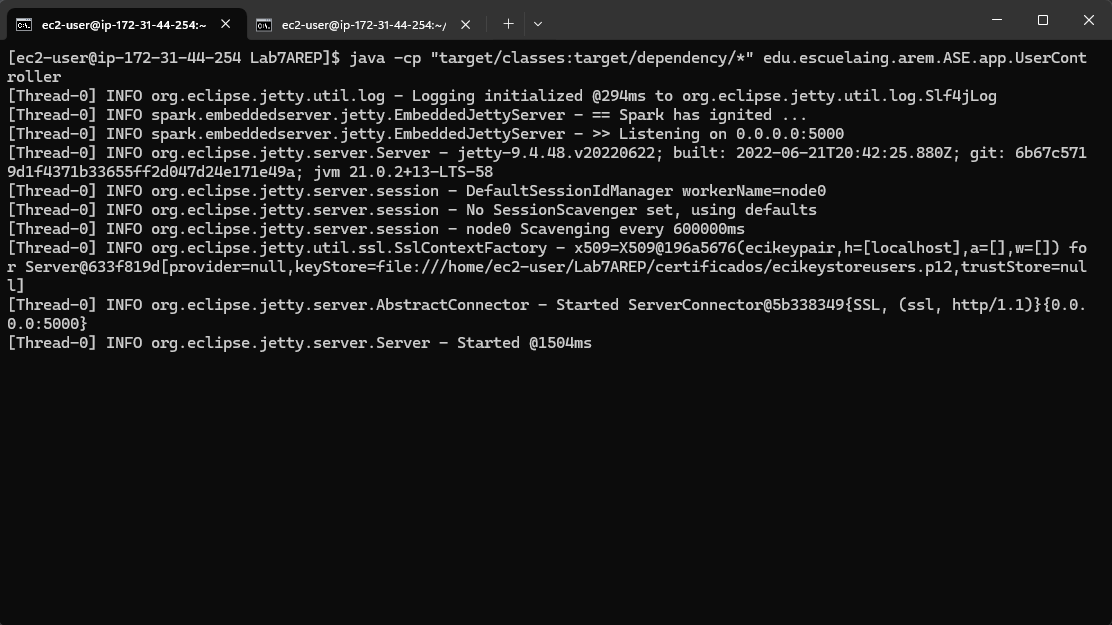 ec2-user@ip-172-31-44-254:~
ec2-user@ip-172-31-44-254:~/
[ec2-user@ip-172-31-44-254 Lab7AREP]$ java -cp "target/classes:target/dependency/*" edu.escuelaing.arem.ASE.app.UserCont
roller
[Thread-0] INFO org.eclipse.jetty.util.log - Logging initialized @294ms to org.eclipse.jetty.util.log.Slf4jLog
[Thread-0] INFO spark.embeddedserver.jetty.EmbeddedJettyServer - == Spark has ignited ...
[Thread-0] INFO spark.embeddedserver.jetty.EmbeddedJettyServer - >> Listening on 0.0.0.0:5000
[Thread-0] INFO org.eclipse.jetty.server.Server - jetty-9.4.48.v20220622; built: 2022-06-21T20:42:25.880Z; git: 6b67c571
9d1f4371b33655ff2d047d24e171e49a; jvm 21.0.2+13-LTS-58
[Thread-0] INFO org.eclipse.jetty.server.session - DefaultSessionIdManager workerName=node0
[Thread-0] INFO org.eclipse.jetty.server.session - No SessionScavenger set, using defaults
[Thread-0] INFO org.eclipse.jetty.server.session - node0 Scavenging every 600000ms
[Thread-0] INFO org.eclipse.jetty.util.ssl.SslContextFactory - x509=X509@196a5676(ecikeypair,h=[localhost],a=[],w=[]) fo
r Server@633f819d[provider=null,keyStore=file:///home/ec2-user/Lab7AREP/certificados/ecikeystoreusers.p12,trustStore=nul
l]
[Thread-0] INFO org.eclipse.jetty.server.AbstractConnector - Started ServerConnector@5b338349{SSL, (ssl, http/1.1)}{0.0.
0.0:5000}
[Thread-0] INFO org.eclipse.jetty.server.Server - Started @1504ms